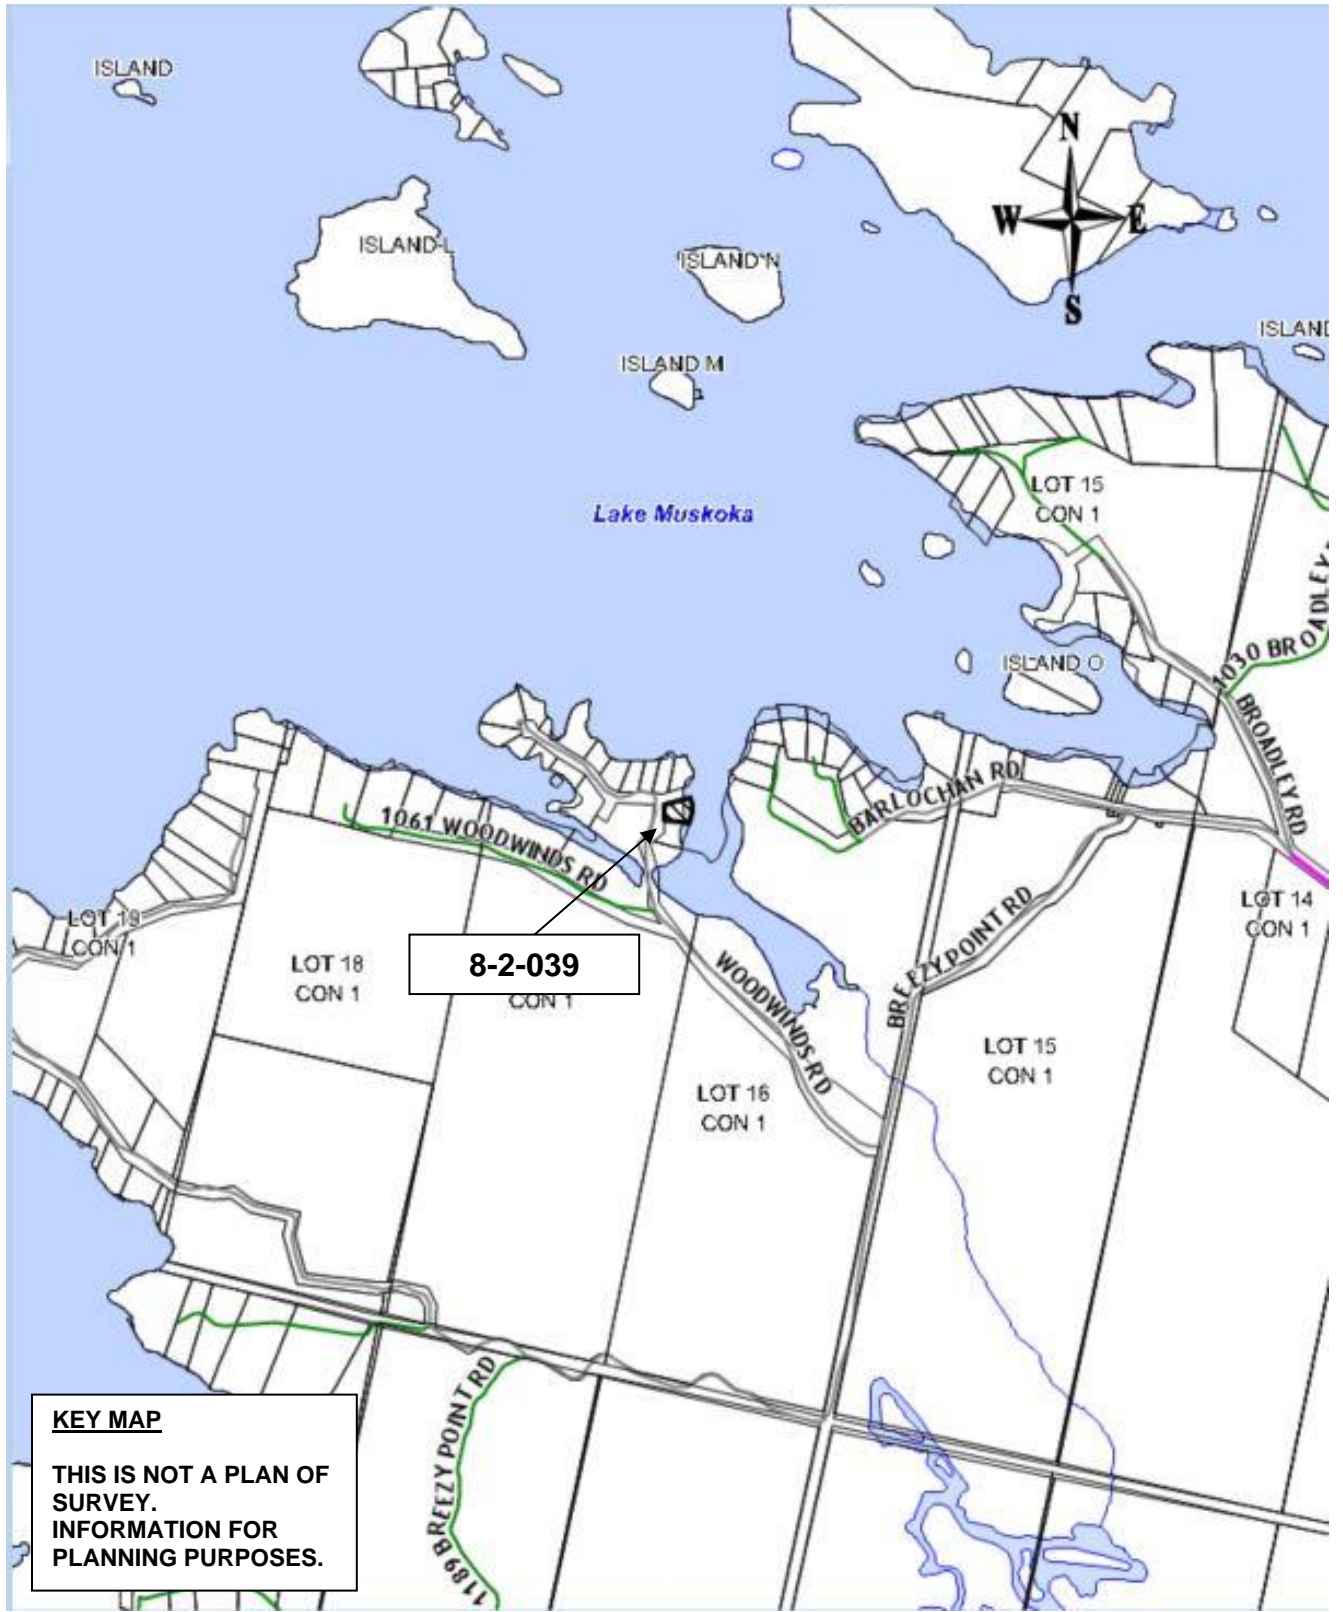 ISLAND
N
W
E
S
ISLAND L
ISLAND N
ISLAND
ISLAND M
LOT 15
CON 1
Lake Muskoka
BROADLEY
1030 BROADLEY
ISLAND O
BROADLEY RD
BARLOCHAN RD
1061 WOODWINDS RD
LOT 19
CON 1
LOT 14
CON 1
BREEZY POINT RD
8-2-039
LOT 18
CON 1
CON 1
WOODWINDS RD
LOT 15
CON 1
LOT 16
CON 1
1189 BREEZY POINT RD
KEY MAP
THIS IS NOT A PLAN OF
SURVEY.
INFORMATION FOR
PLANNING PURPOSES.